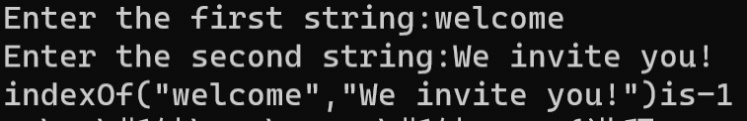 Enter the first string:welcome
Enter the second string:We invite you!
indexOf("welcome","We invite you!")is-1